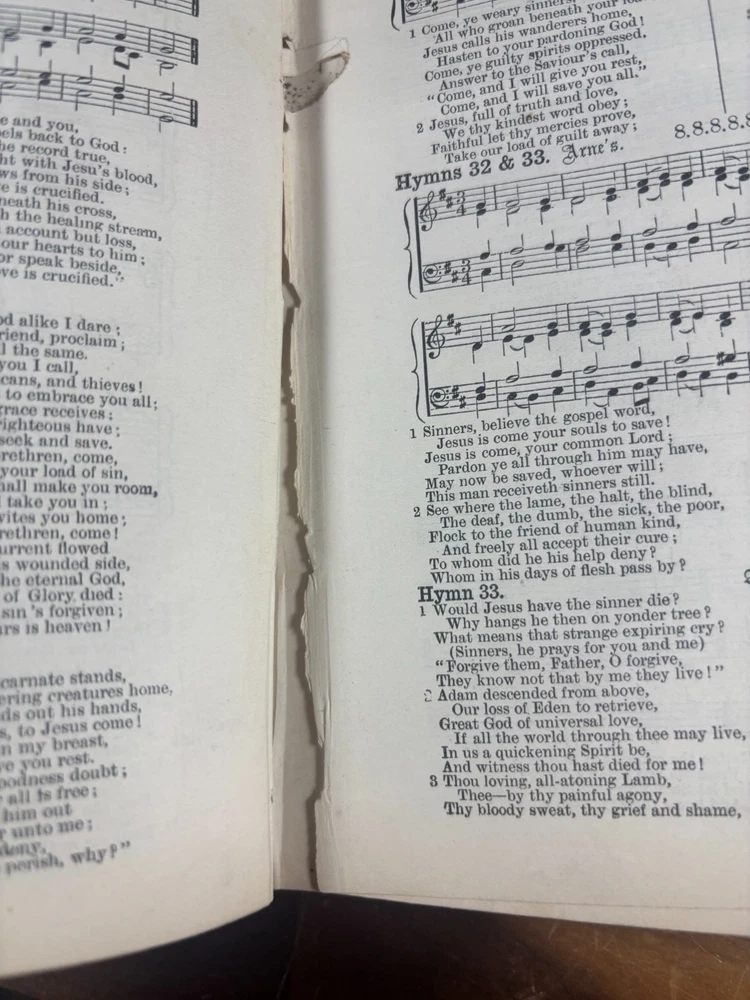 e and you,
els back to God:
he record true,
ht with Jesu's blood,
ws from his side;
e is crucified.
neath his cross,
h the healing stream,
account but loss,
our hearts to him;
or speak beside,
ve is crucified."
d alike I dare;
riend, proclaim;
l the same.
you I call,
cans, and thieves!
to embrace you all;
grace receives:
righteous have;
seek and save.
rethren, come,
your load of sin,
hall make you room,
take you in;
vites you home;
rethren, come!
urrent flowed
s wounded side,
he eternal God,
of Glory died:
sin 's forgiven;
urs is heaven!
carnate stands,
ering creatures home,
ds out his hands,
s, to Jesus come!
n my breast,
ve you rest.
oodness doubt;
all is free;
him out
r unto me;
deny,
perish, why?"
1 Come, ye weary sinners,
All who groan beneath your
Jesus calls his wanderers home,
Hasten to your pardoning God!
Come, ye guilty spirits oppressed,
Answer to the Saviour's call,
"Come, and I will give you rest,
Come, and I will save you all."
2 Jesus, full of truth and love,
We thy kindest word obey;
Faithful let thy mercies prove,
Take our load of guilt away;
Hymns 32 & 33. Arne's. 8.8.8.8.8
3 4
3 4
1 Sinners, believe the gospel word,
Jesus is come your souls to save!
Jesus is come, your common Lord;
Pardon ye all through him may have,
May now be saved, whoever will;
This man receiveth sinners still.
2 See where the lame, the halt, the blind,
The deaf, the dumb, the sick, the poor,
Flock to the friend of human kind,
And freely all accept their cure;
To whom did he his help deny?
Whom in his days of flesh pass by?
Hymn 33.
1 Would Jesus have the sinner die?
Why hangs he then on yonder tree?
What means that strange expiring cry?
(Sinners, he prays for you and me)
"Forgive them, Father, O forgive,
They know not that by me they live!"
2 Adam descended from above,
Our loss of Eden to retrieve,
Great God of universal love,
If all the world through thee may live,
In us a quickening Spirit be,
And witness thou hast died for me!
3 Thou loving, all-atoning Lamb,
Thee—by thy painful agony,
Thy bloody sweat, thy grief and shame,